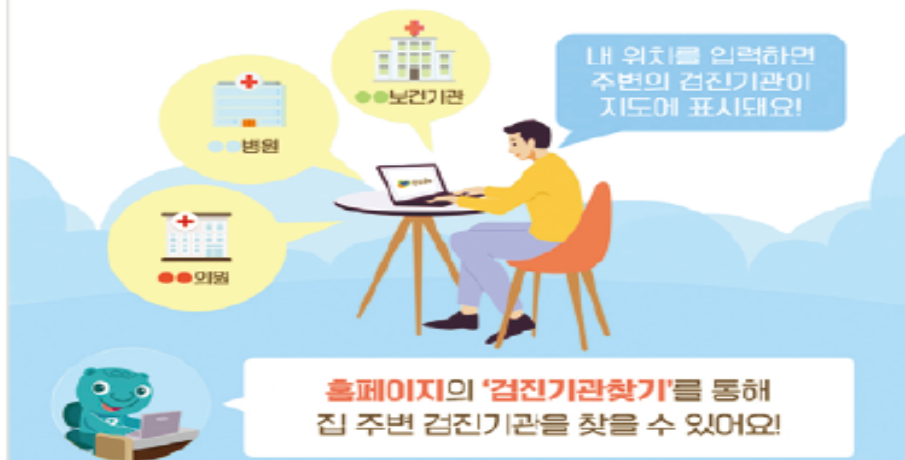 ●●보건기관
●●병원
●●의원
내 위치를 입력하면
주변의 검진기관이
지도에 표시돼요!
홈페이지의 ‘검진기관찾기’를 통해
집 주변 검진기관을 찾을 수 있어요!